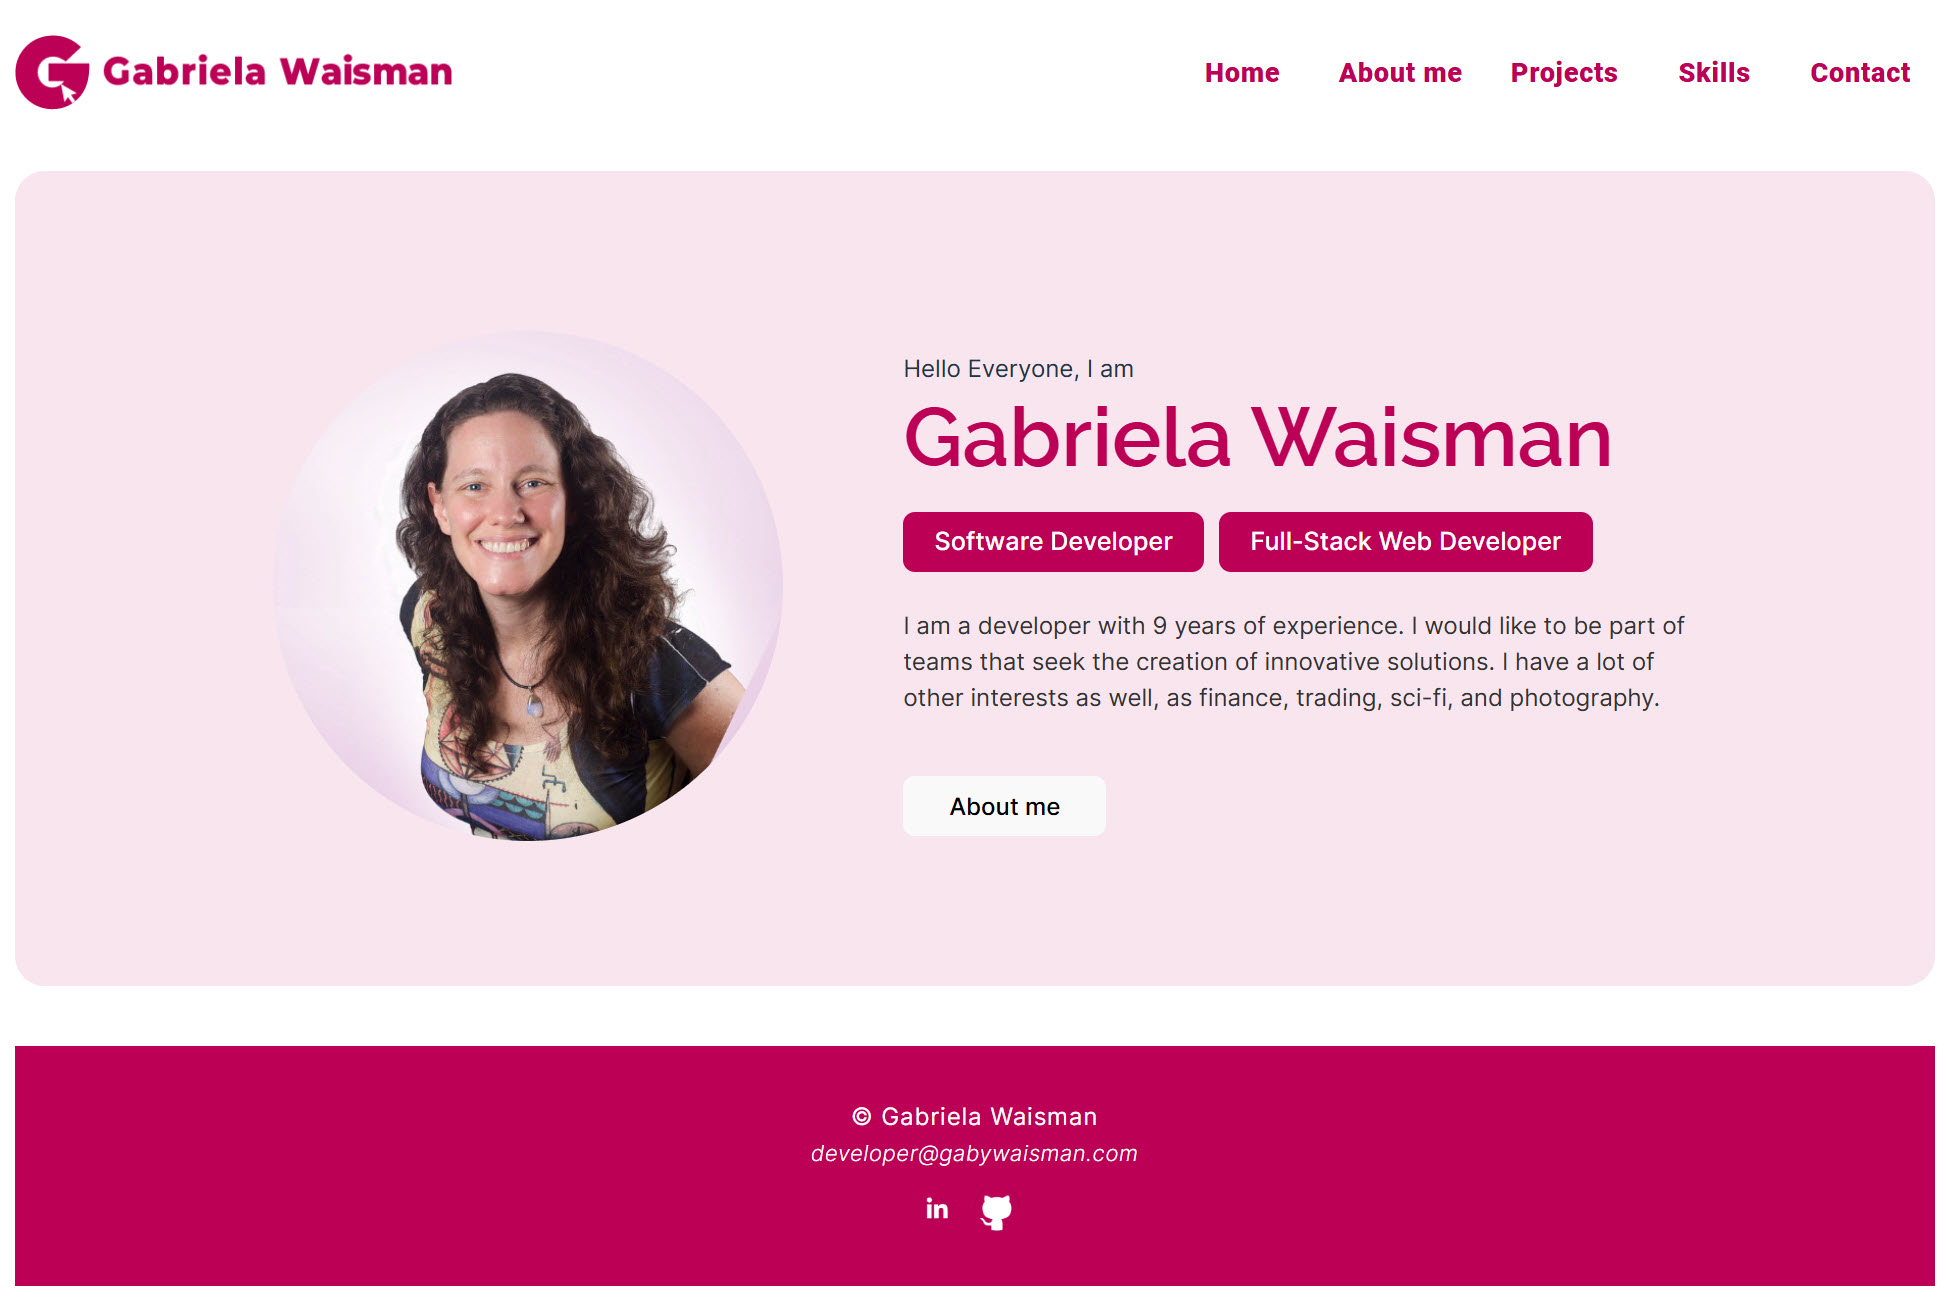 Gabriela Waisman
Home About me Projects Skills Contact
Hello Everyone, I am
Gabriela Waisman
Software Developer Full-Stack Web Developer
I am a developer with 9 years of experience. I would like to be part of
teams that seek the creation of innovative solutions. I have a lot of
other interests as well, as finance, trading, sci-fi, and photography.
About me
© Gabriela Waisman
developer@gabywaisman.com
in